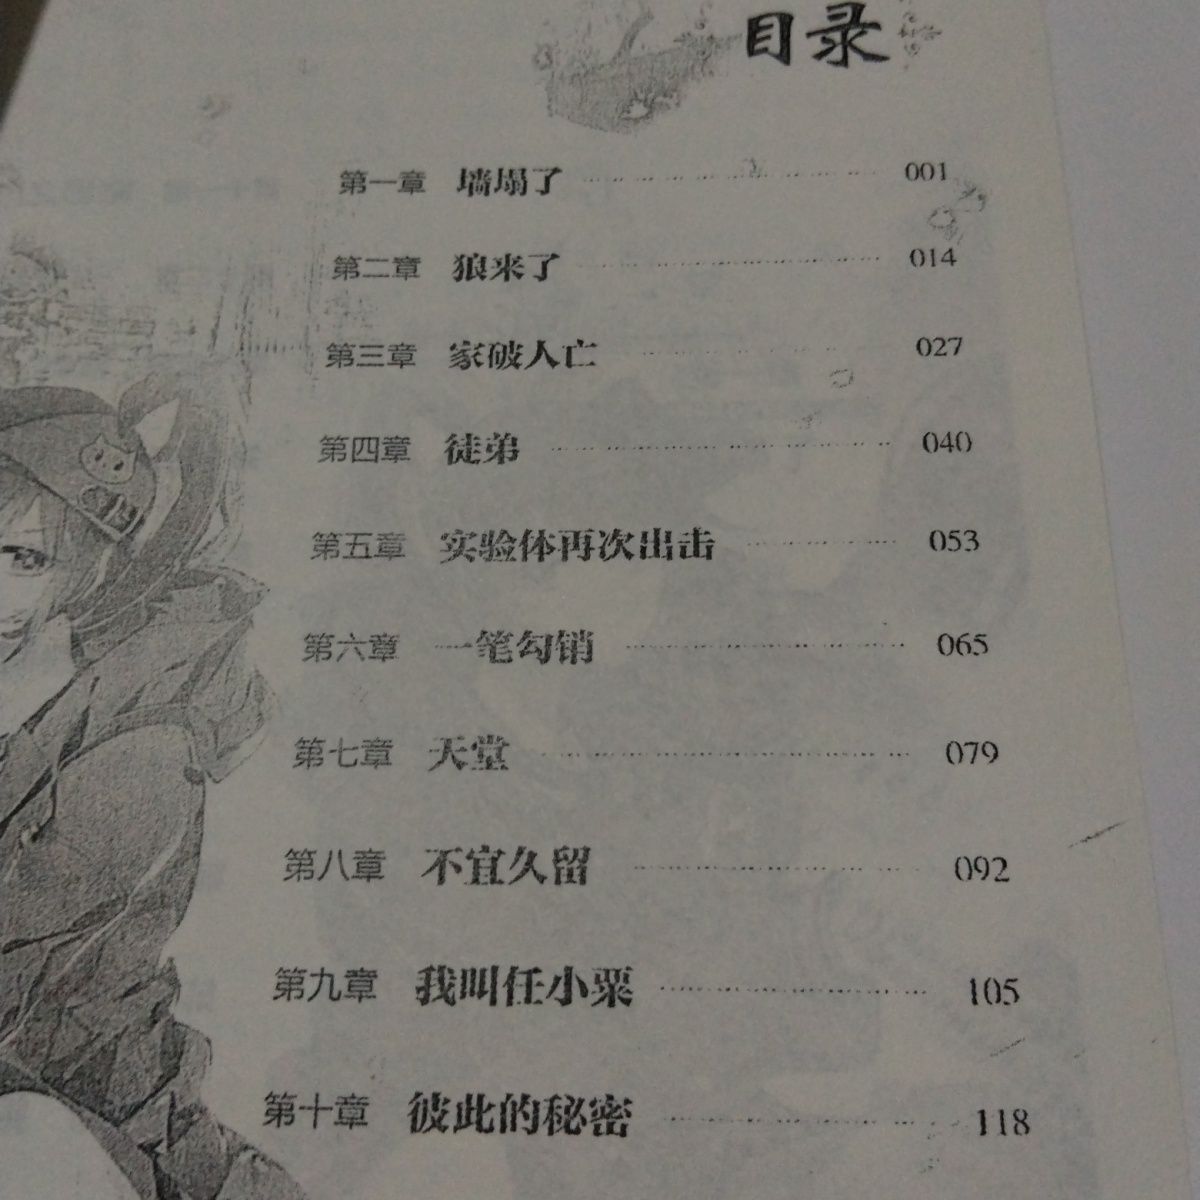 目录
第一章 墙塌了 001
第二章 狼来了 014
第三章 家破人亡 027
第四章 徒弟 040
第五章 实验体再次出击 053
第六章 一笔勾销 065
第七章 天堂 079
第八章 不宜久留 092
第九章 我叫任小粟 105
第十章 彼此的秘密 118